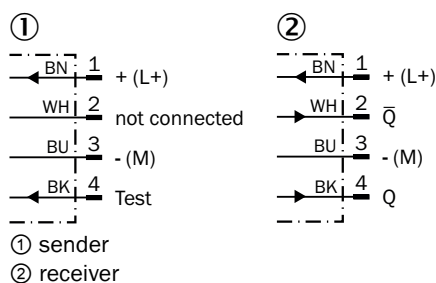 ① ②
BN 1 + (L+) BN 1 + (L+)
WH 2 not connected WH 2 Q̅
BU 3 - (M) BU 3 - (M)
BK 4 Test BK 4 Q
① sender
② receiver